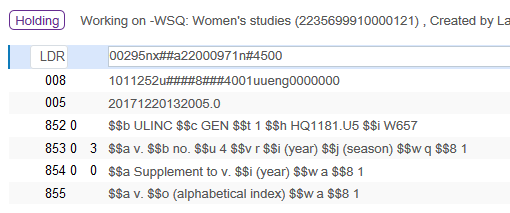 Holding Working on -WSQ: Women's studies (2235699910000121) , Created by La
LDR 00295nx##a22000971n#4500
008 1011252u####8###4001uueng0000000
005 20171220132005.0
852 0 $$b ULINC $$c GEN $$t 1 $$h HQ1181.U5 $$i W657
853 0 3 $$a v. $$b no. $$u 4 $$v r $$i (year) $$j (season) $$w q $$8 1
854 0 0 $$a Supplement to v. $$i (year) $$w a $$8 1
855 $$a v. $$o (alphabetical index) $$w a $$8 1